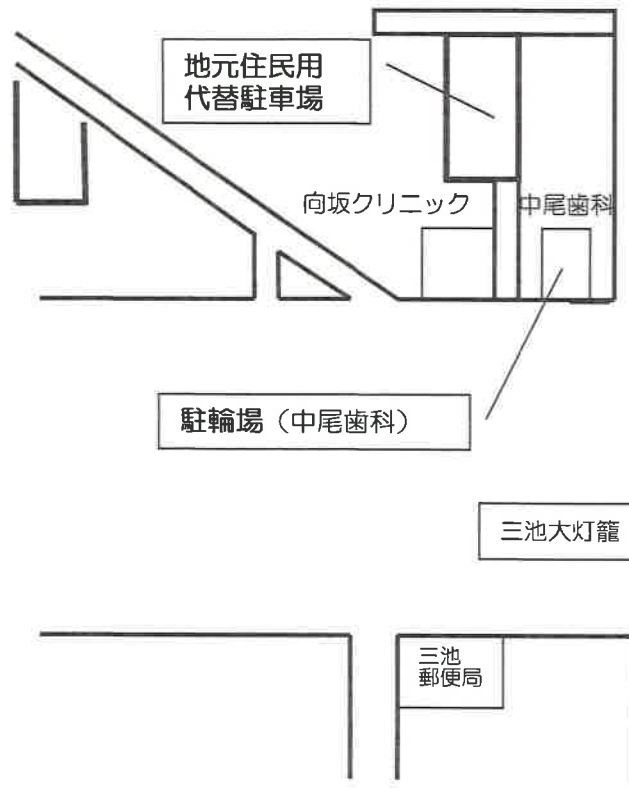 地元住民用
代替駐車場
向坂クリニック
中尾歯科
駐輪場（中尾歯科）
三池大灯籠
三池
郵便局